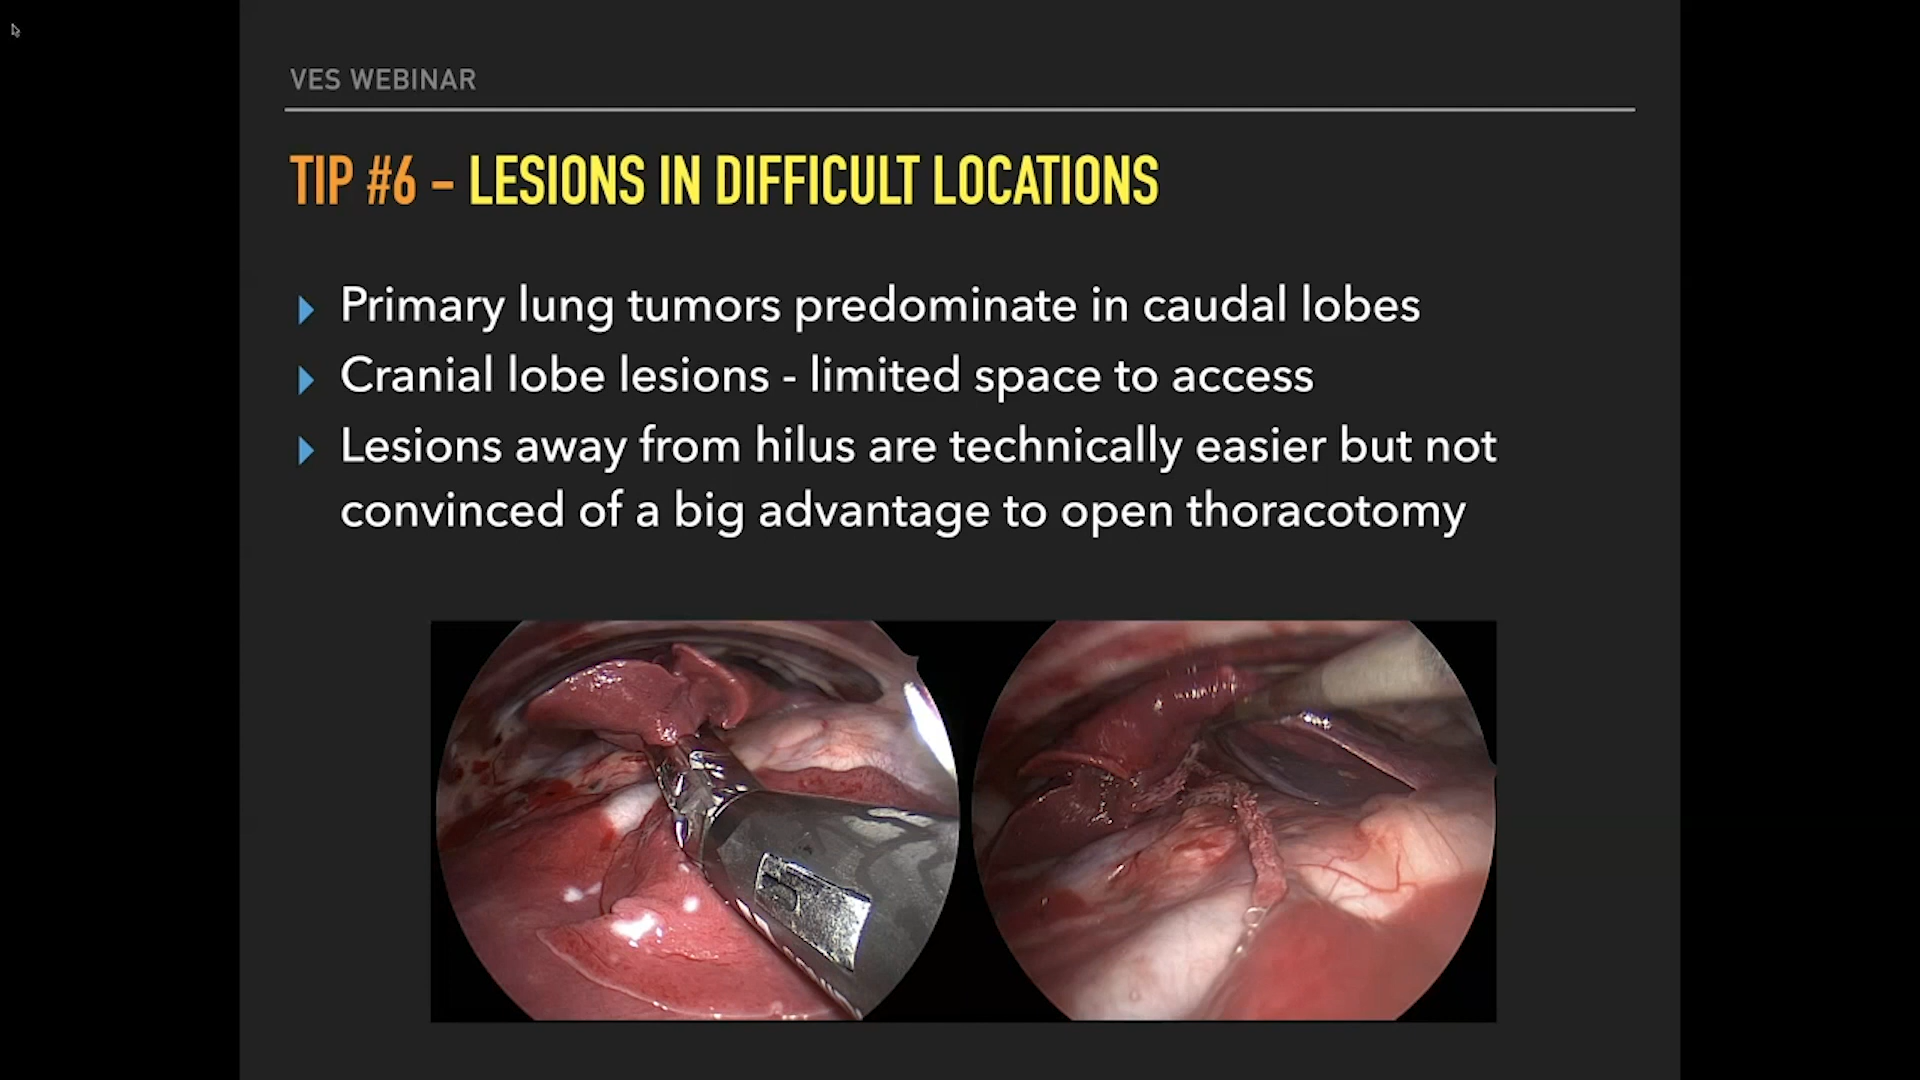 VES WEBINAR
TIP #6 - LESIONS IN DIFFICULT LOCATIONS
Primary lung tumors predominate in caudal lobes
Cranial lobe lesions - limited space to access
Lesions away from hilus are technically easier but not
convinced of a big advantage to open thoracotomy